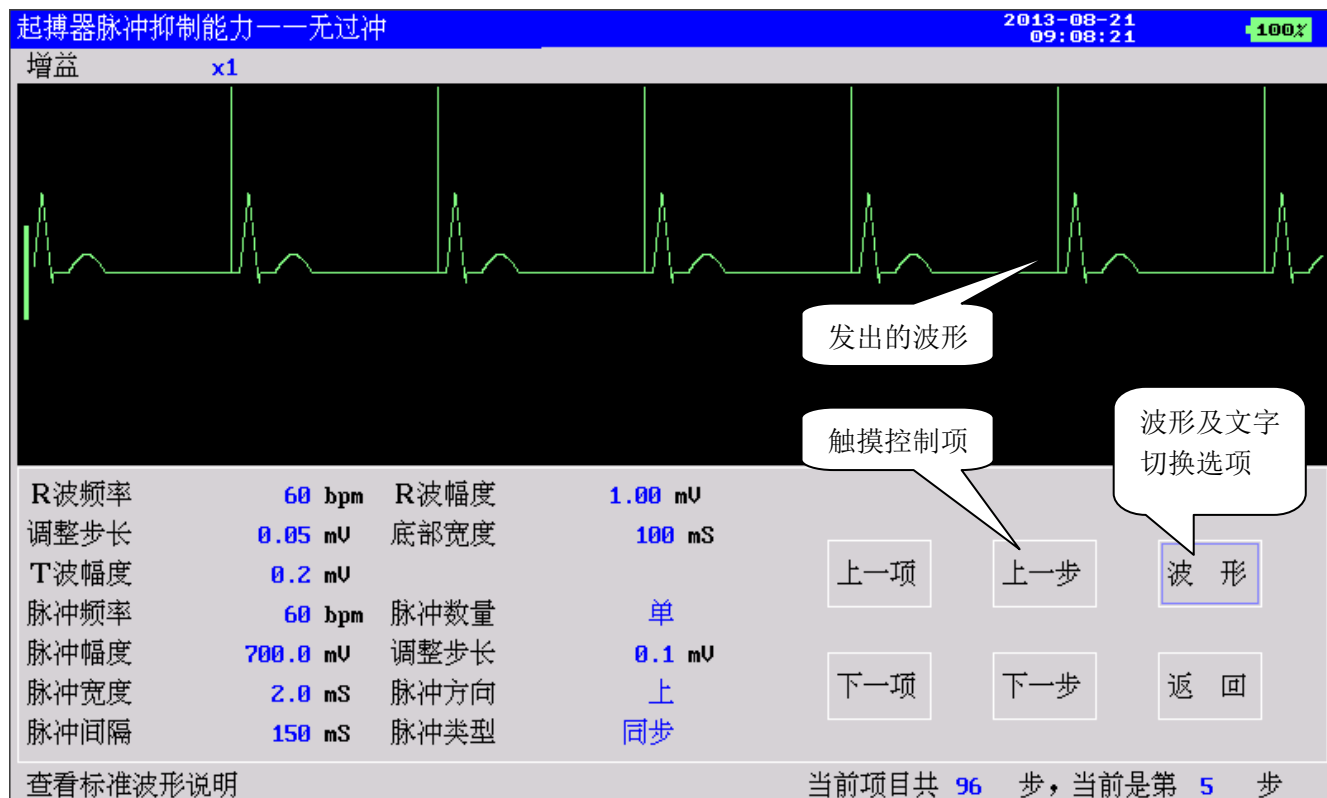 起搏器脉冲抑制能力——无过冲 2013-08-21 09:08:21 100%
增益 x1
发出的波形
触摸控制项
波形及文字
切换选项
R波频率 60 bpm R波幅度 1.00 mV
调整步长 0.05 mV 底部宽度 100 mS
T波幅度 0.2 mV
脉冲频率 60 bpm 脉冲数量 单
脉冲幅度 700.0 mV 调整步长 0.1 mV
脉冲宽度 2.0 mS 脉冲方向 上
脉冲间隔 150 mS 脉冲类型 同步
上一项 上一步 波 形
下一项 下一步 返 回
查看标准波形说明 当前项目共 96 步，当前是第 5 步